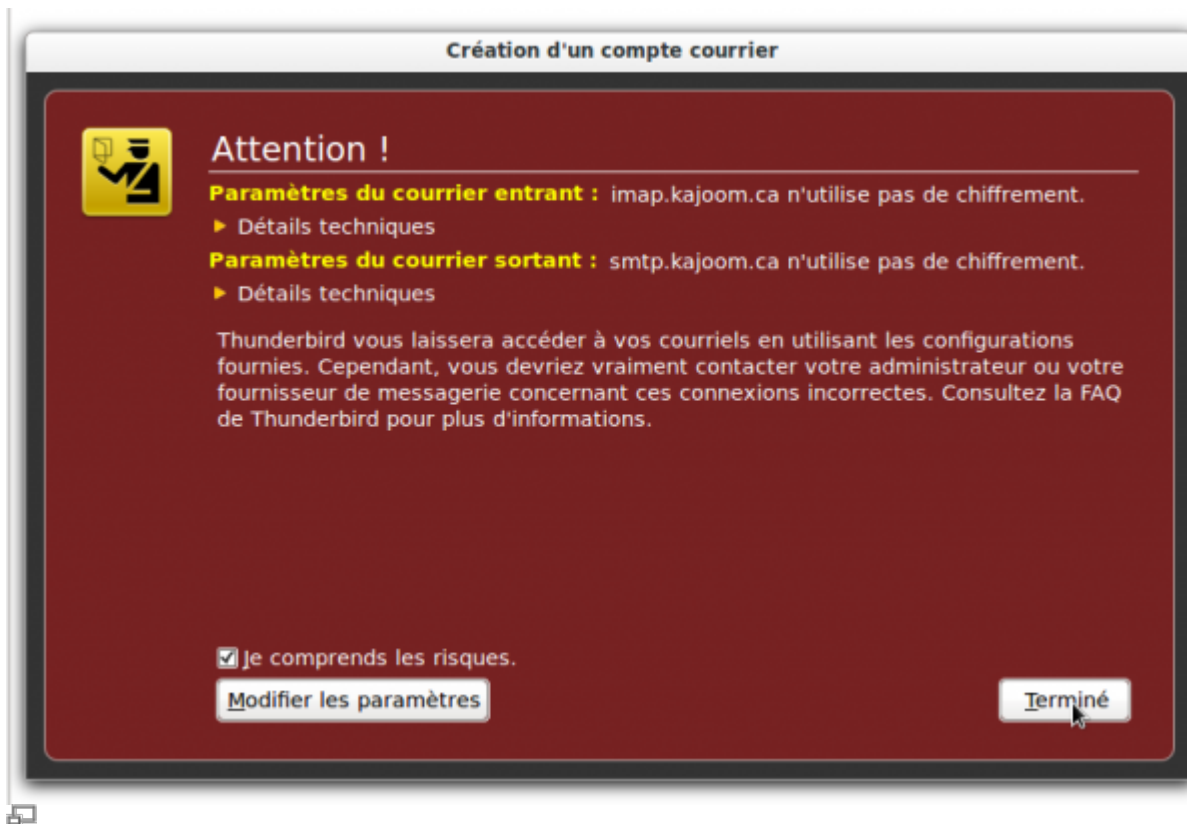 Création d'un compte courrier
Attention !
Paramètres du courrier entrant : imap.kajoom.ca n'utilise pas de chiffrement.
Détails techniques
Paramètres du courrier sortant : smtp.kajoom.ca n'utilise pas de chiffrement.
Détails techniques
Thunderbird vous laissera accéder à vos courriels en utilisant les configurations
fournies. Cependant, vous devriez vraiment contacter votre administrateur ou votre
fournisseur de messagerie concernant ces connexions incorrectes. Consultez la FAQ
de Thunderbird pour plus d'informations.
Je comprends les risques.
Modifier les paramètres
Terminé